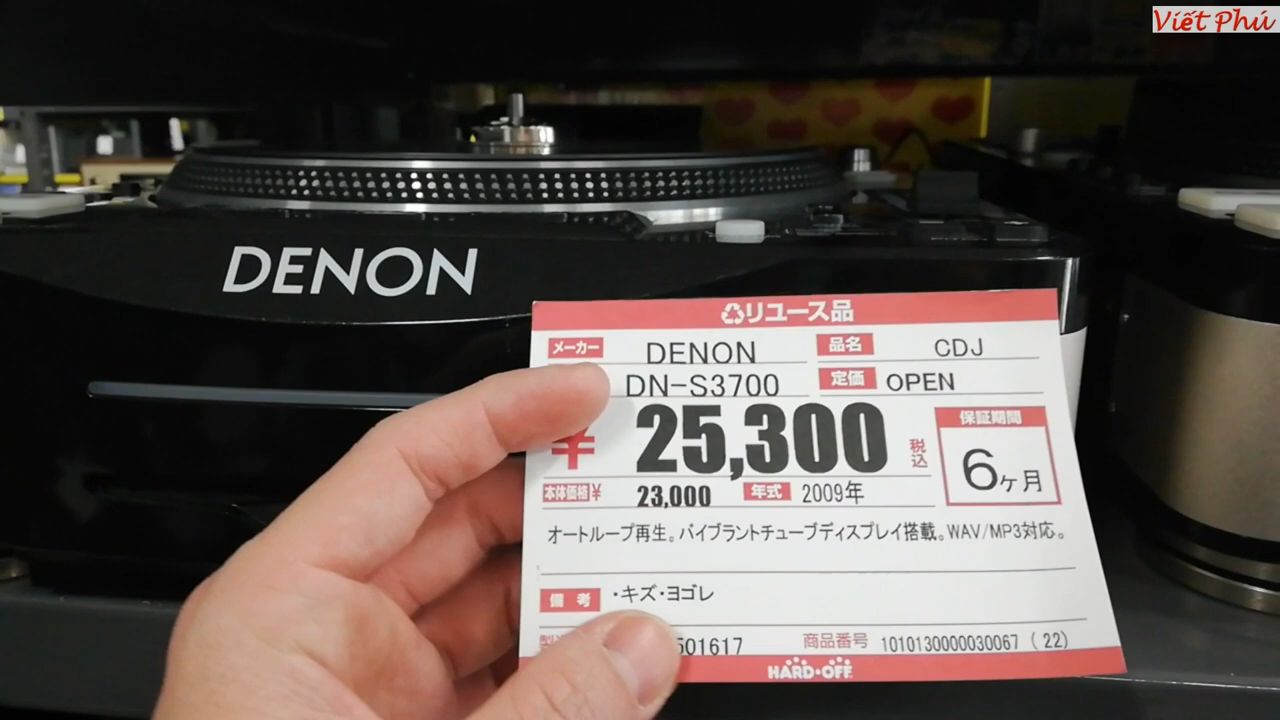 Việt Phú
DENON
リユース品
メーカー DENON 品名 CDJ
DN-S3700 定価 OPEN
¥ 25,300 税込 保証期間 6ヶ月
本体価格¥ 23,000 年式 2009年
オートループ再生。バイブラントチューブディスプレイ搭載。WAV/MP3対応。
備考 ・キズ・ヨゴレ
501617 商品番号 1010130000030067 (22)
HARD・OFF